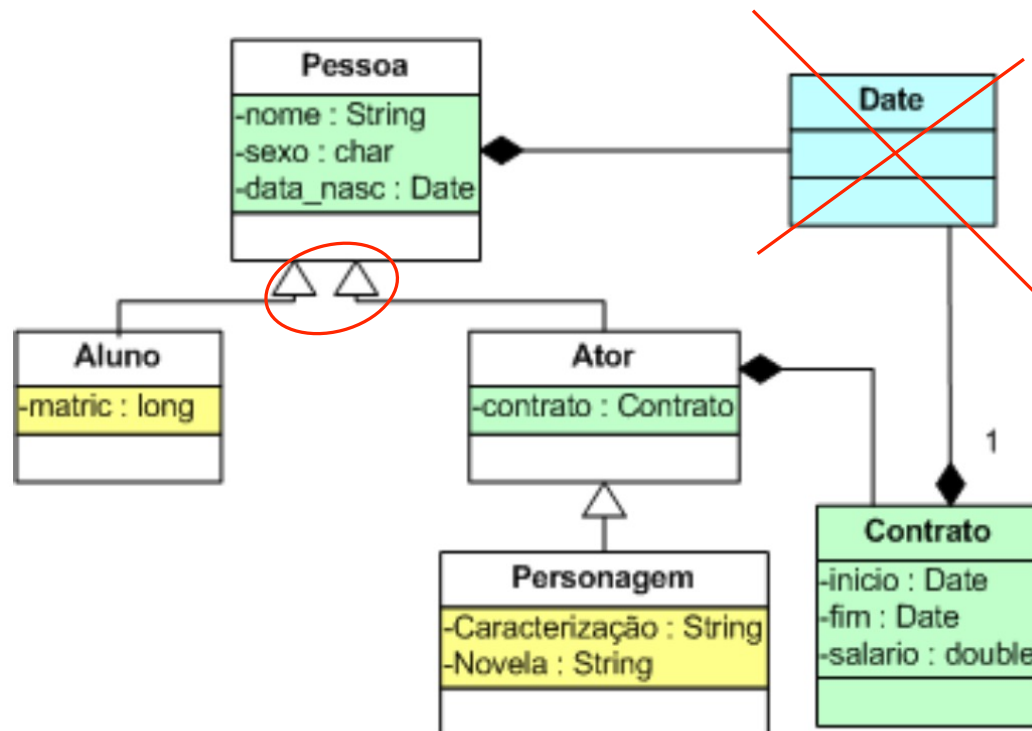 Pessoa
-nome : String
-sexo : char
-data_nasc : Date
Date
Aluno
-matric : long
Ator
-contrato : Contrato
1
Personagem
-Caracterização : String
-Novela : String
Contrato
-inicio : Date
-fim : Date
-salario : double